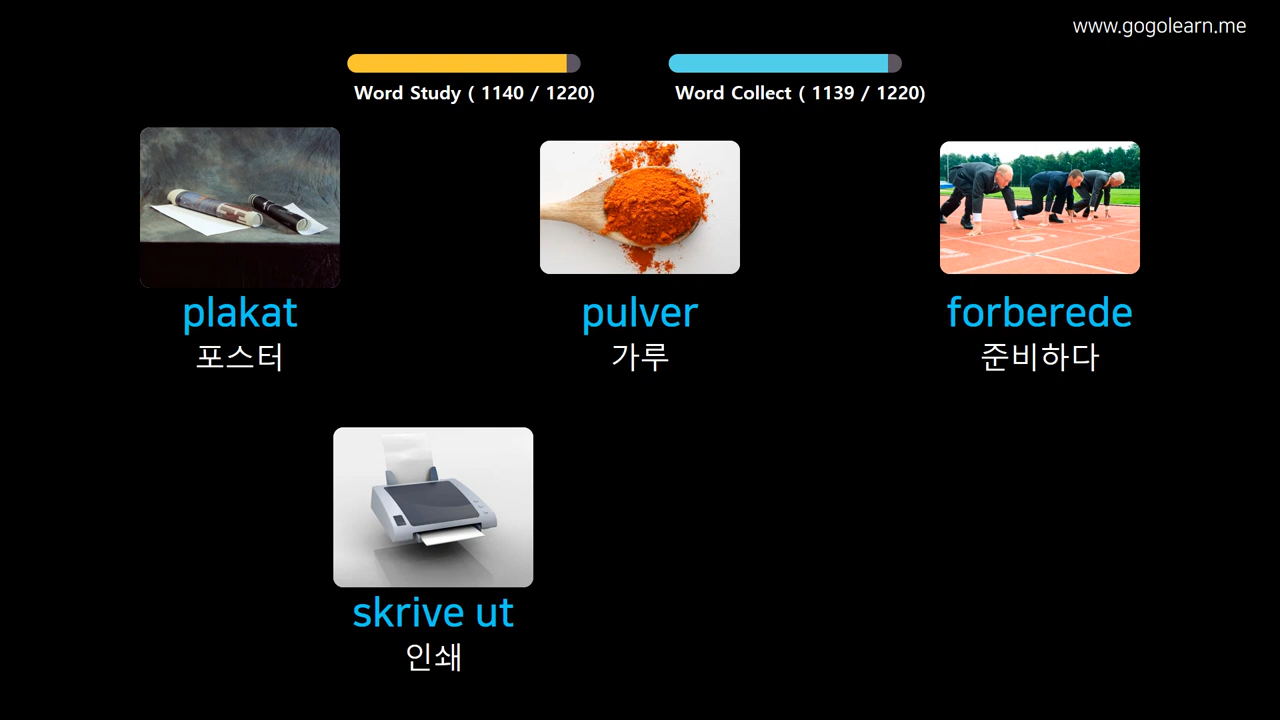 www.gogolearn.me
Word Study ( 1140 / 1220)
Word Collect ( 1139 / 1220)
plakat
포스터
pulver
가루
forberede
준비하다
skrive ut
인쇄